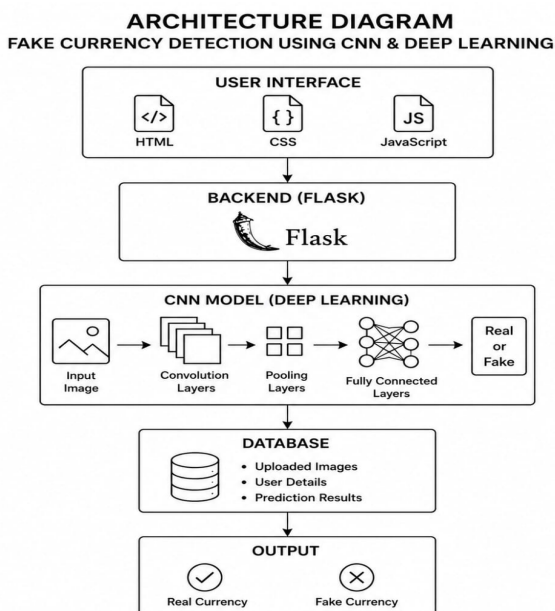 ARCHITECTURE DIAGRAM
FAKE CURRENCY DETECTION USING CNN & DEEP LEARNING
USER INTERFACE
</>
{ }
JS
HTML
CSS
JavaScript
BACKEND (FLASK)
Flask
CNN MODEL (DEEP LEARNING)
Input
Image
Convolution
Layers
Pooling
Layers
Fully Connected
Layers
Real
or
Fake
DATABASE
• Uploaded Images
• User Details
• Prediction Results
OUTPUT
Real Currency
Fake Currency